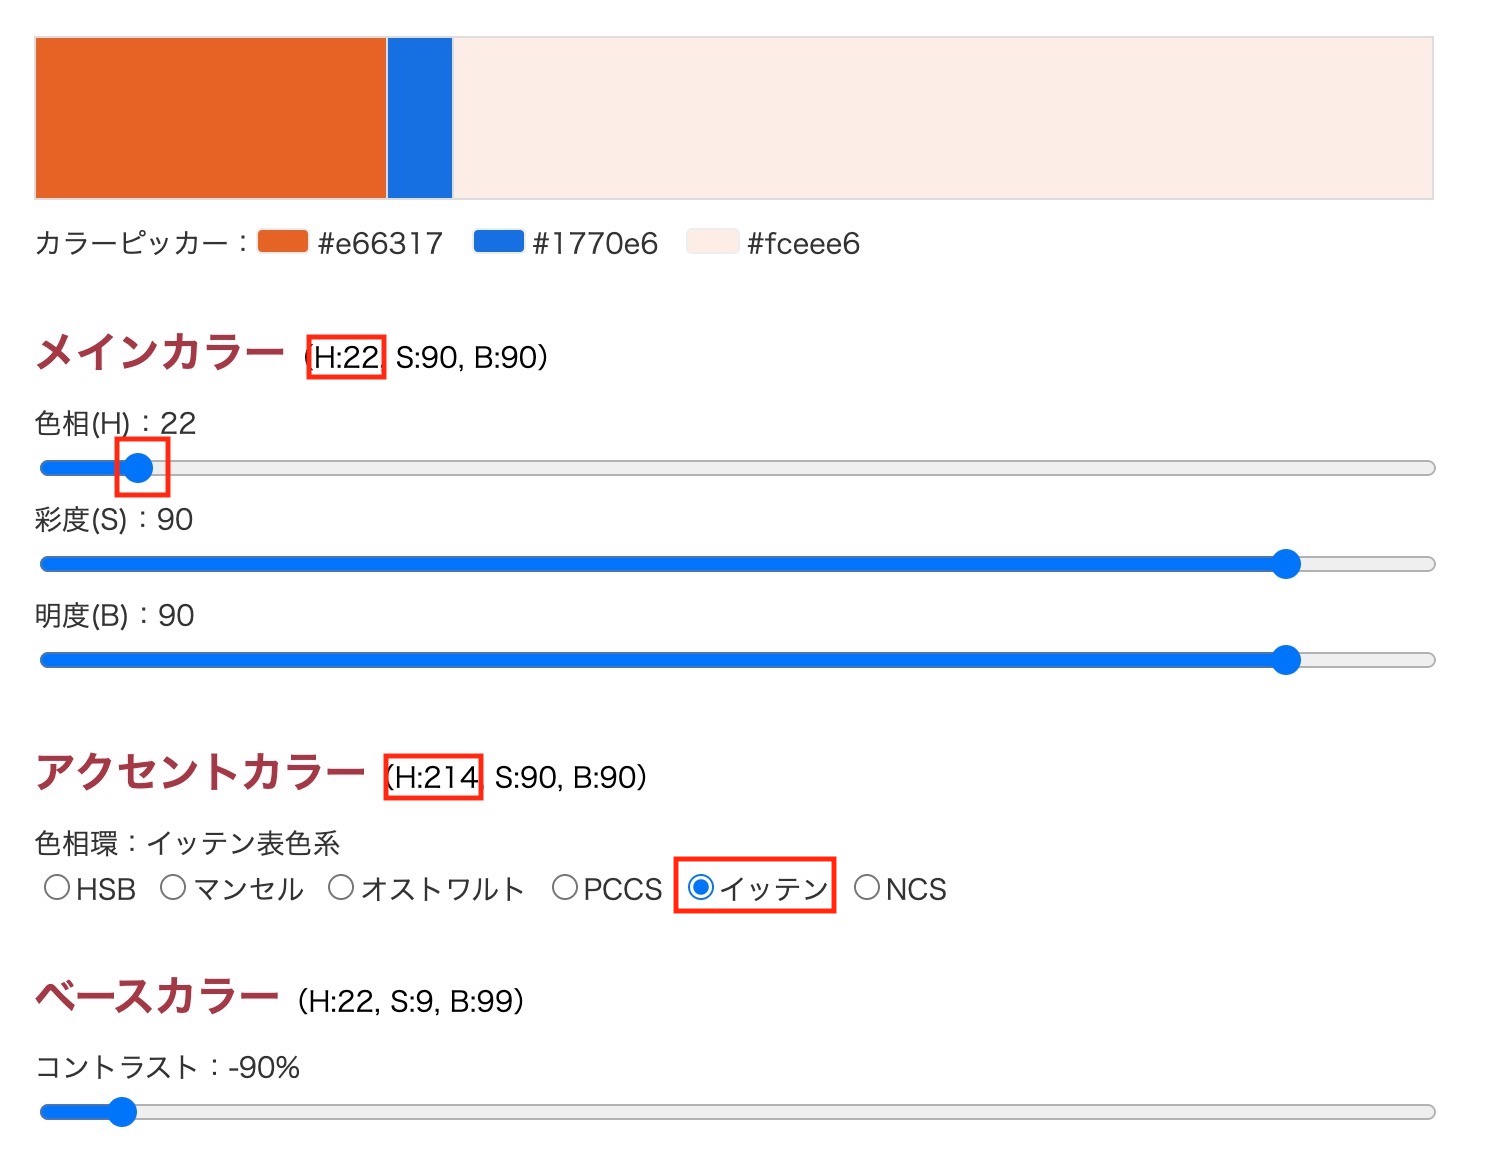 カラーピッカー： #e66317 #1770e6 #fceee6
メインカラー (H:22, S:90, B:90)
色相(H)：22
彩度(S)：90
明度(B)：90
アクセントカラー (H:214, S:90, B:90)
色相環：イッテン表色系
HSB マンセル オストワルト PCCS イッテン NCS
ベースカラー (H:22, S:9, B:99)
コントラスト：-90%